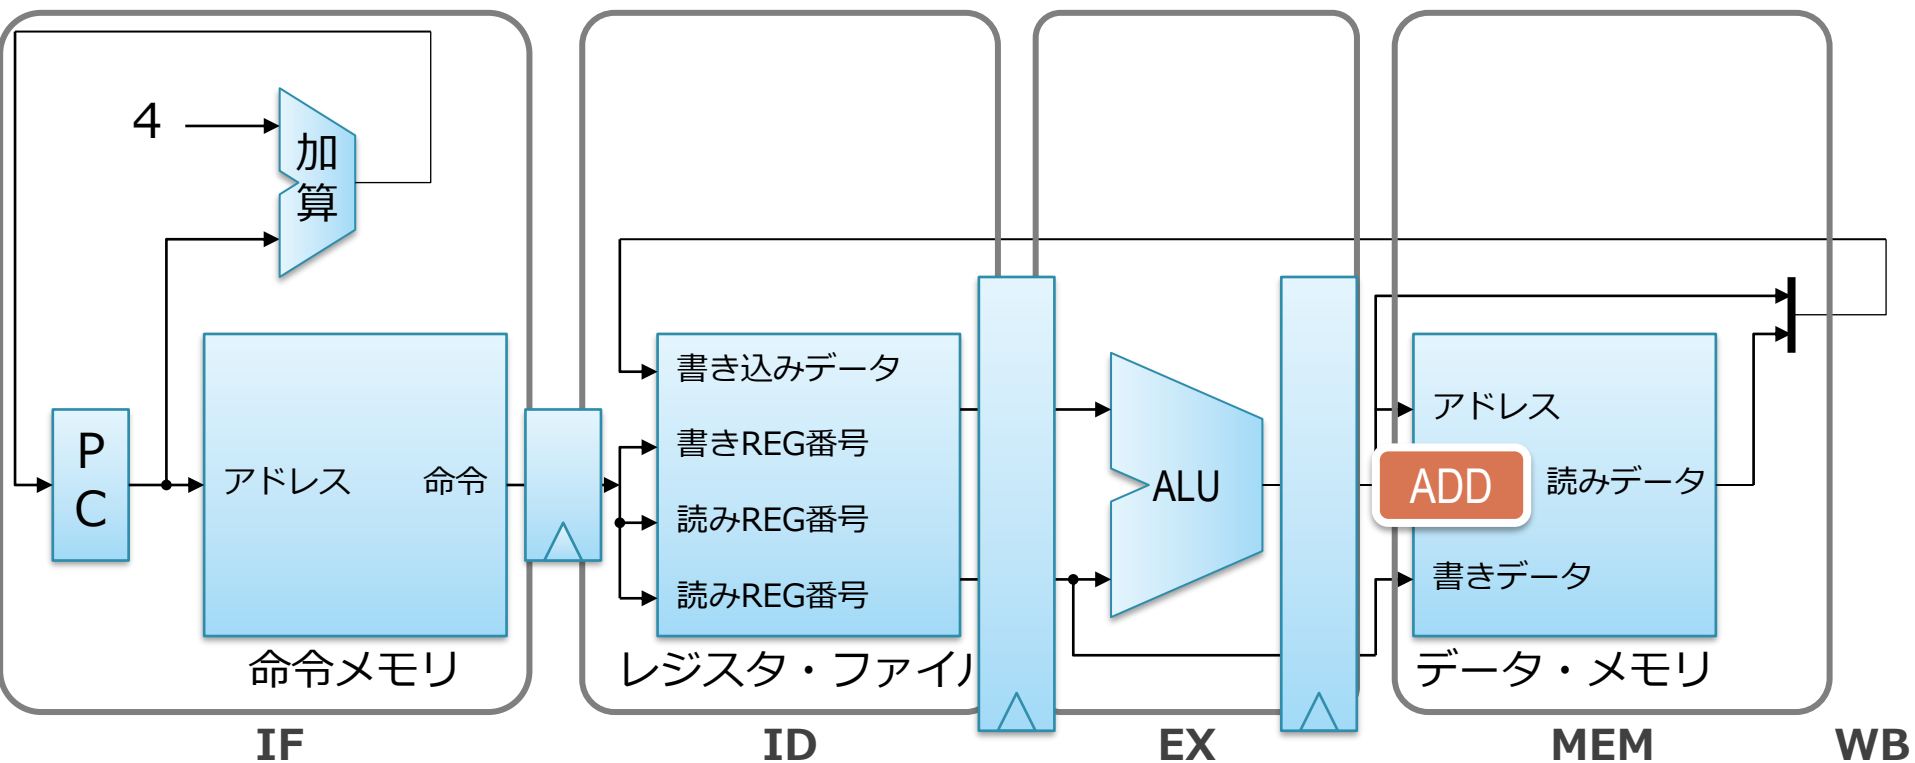 4
加
算
P
C
アドレス
命令
命令メモリ
IF
書き込みデータ
書きREG番号
読みREG番号
読みREG番号
レジスタ・ファイル
ID
ALU
EX
アドレス
ADD
読みデータ
書きデータ
データ・メモリ
MEM
WB